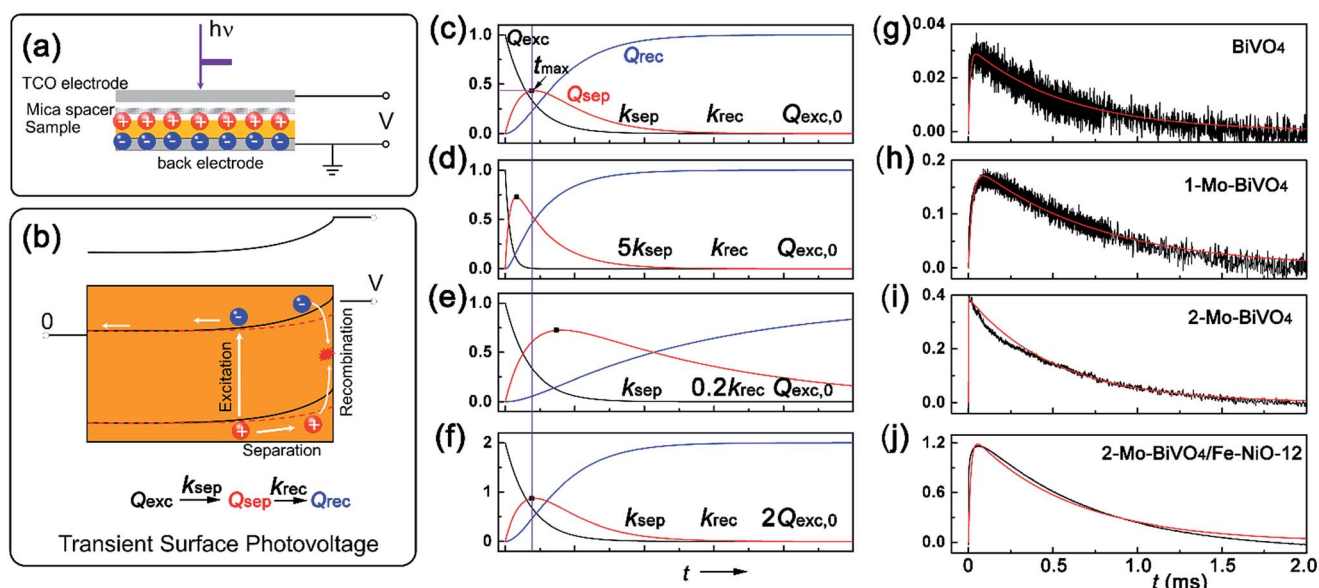 (a)
hν
TCO electrode
Mica spacer
Sample
back electrode
V
(b)
0
V
Excitation
Recombination
Separation
Qexc ksep Qsep krec Qrec
Transient Surface Photovoltage
(c)
1.0
0.5
0.0
Qexc
tmax
Qrec
Qsep
ksep krec Qexc,0
(d)
1.0
0.5
0.0
5ksep krec Qexc,0
(e)
1.0
0.5
0.0
ksep 0.2krec Qexc,0
(f)
2
1
0
ksep krec 2Qexc,0
t
(g)
0.04
0.02
0.00
BiVO4
(h)
0.2
0.1
0.0
1-Mo-BiVO4
(i)
0.4
0.2
0.0
2-Mo-BiVO4
(j)
1.2
0.6
0.0
2-Mo-BiVO4/Fe-NiO-12
0.0 0.5 1.0 1.5 2.0
t (ms)